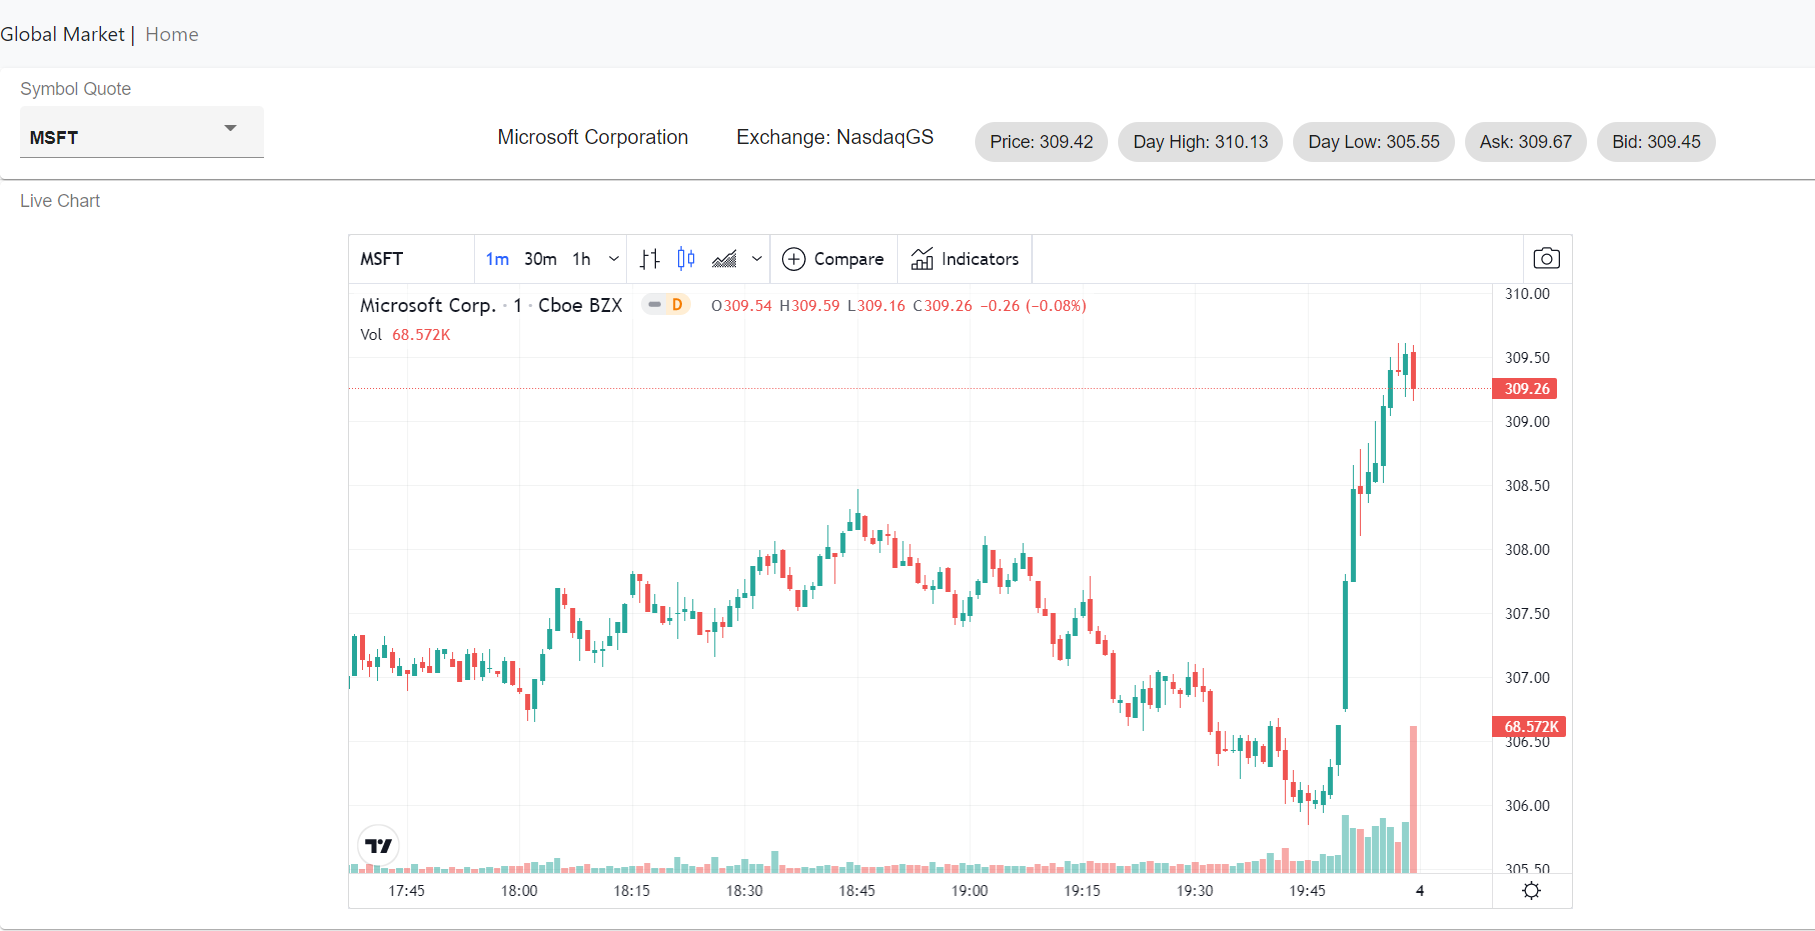 Global Market | Home
Symbol Quote
MSFT
Microsoft Corporation
Exchange: NasdaqGS
Price: 309.42
Day High: 310.13
Day Low: 305.55
Ask: 309.67
Bid: 309.45
Live Chart
MSFT 1m 30m 1h Compare Indicators
Microsoft Corp. · 1 · Cboe BZX D O309.54 H309.59 L309.16 C309.26 −0.26 (−0.08%)
Vol 68.572K
310.00
309.50
309.26
309.00
308.50
308.00
307.50
307.00
68.572K
306.50
306.00
305.50
17:45 18:00 18:15 18:30 18:45 19:00 19:15 19:30 19:45 4